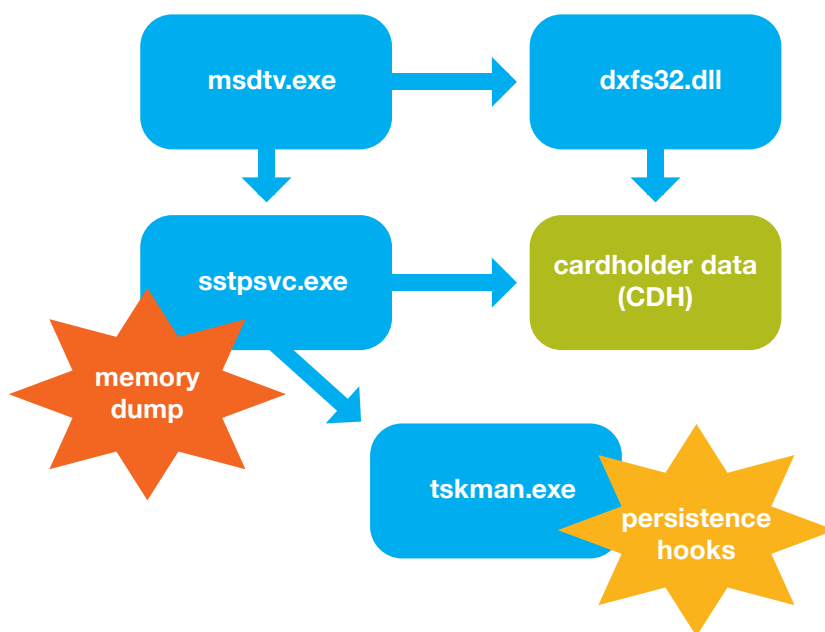 msdtv.exe
dxfs32.dll
sstpsvc.exe
cardholder data
(CDH)
memory
dump
tskman.exe
persistence
hooks